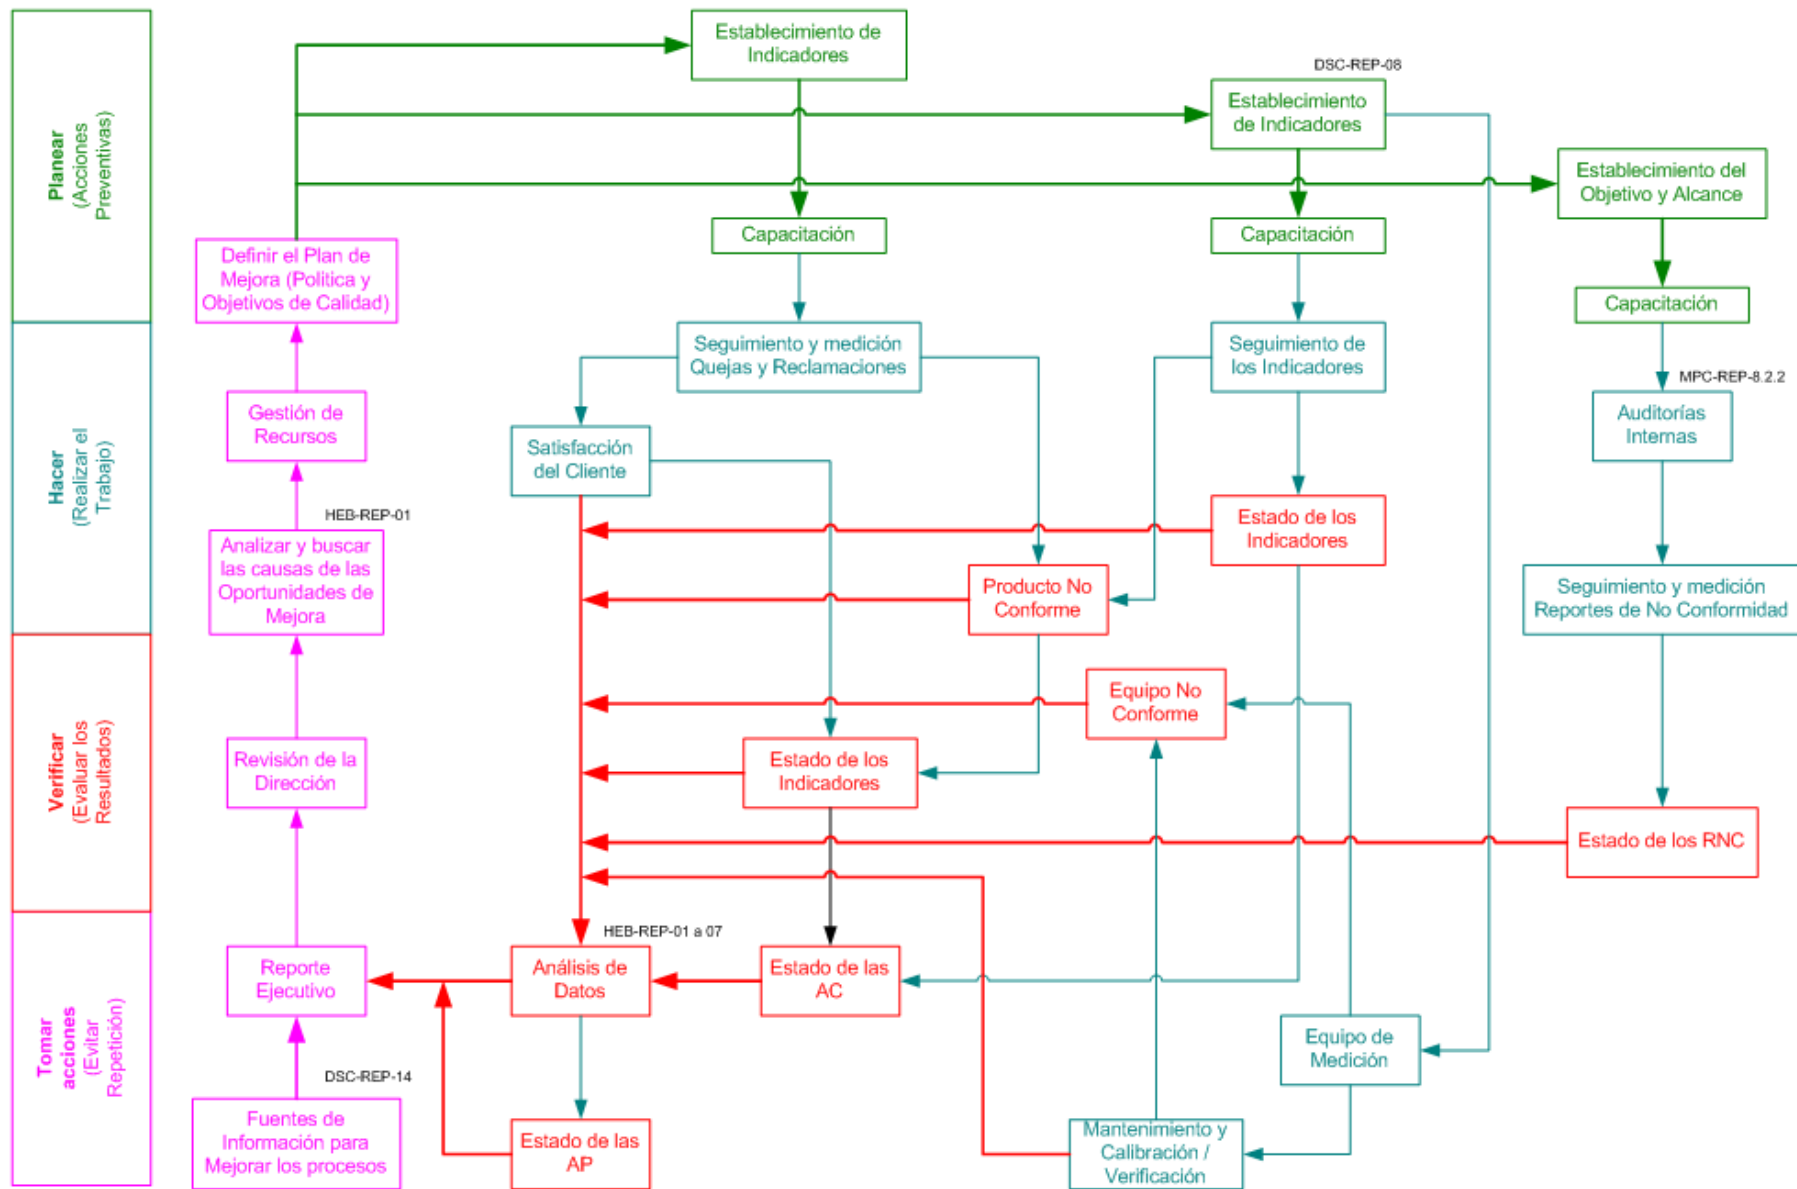 Planear
(Acciones
Preventivas)
Hacer
(Realizar el
Trabajo)
Verificar
(Evaluar los
Resultados)
Tomar
acciones
(Evitar
Repetición)
Establecimiento de
Indicadores
DSC-REP-08
Establecimiento
de Indicadores
Establecimiento del
Objetivo y Alcance
Capacitación
Capacitación
Capacitación
Definir el Plan de
Mejora (Politica y
Objetivos de Calidad)
Seguimiento y medición
Quejas y Reclamaciones
Seguimiento de
los Indicadores
MPC-REP-8.2.2
Auditorías
Internas
Gestión de
Recursos
Satisfacción
del Cliente
HEB-REP-01
Analizar y buscar
las causas de las
Oportunidades de
Mejora
Estado de los
Indicadores
Producto No
Conforme
Seguimiento y medición
Reportes de No Conformidad
Equipo No
Conforme
Revisión de la
Dirección
Estado de los
Indicadores
Estado de los RNC
HEB-REP-01 a 07
Reporte
Ejecutivo
Análisis de
Datos
Estado de las
AC
Equipo de
Medición
DSC-REP-14
Fuentes de
Información para
Mejorar los procesos
Estado de las
AP
Mantenimiento y
Calibración /
Verificación